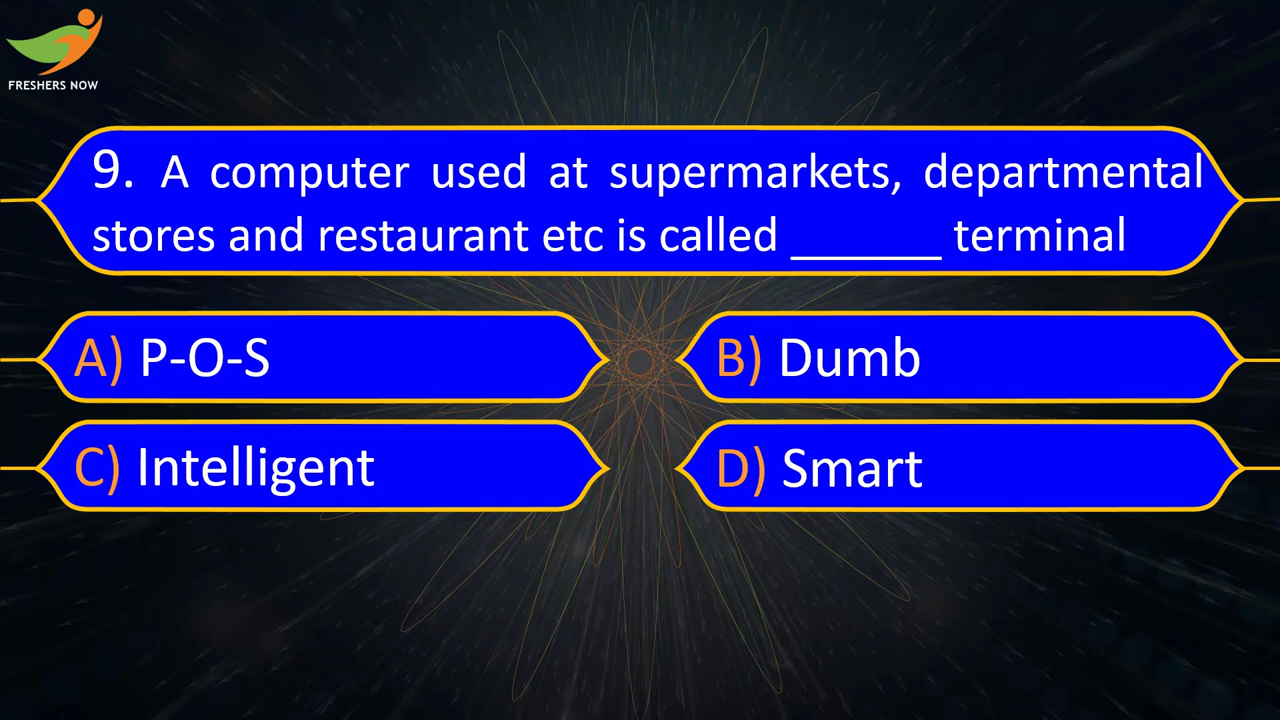 FRESHERS NOW
9. A computer used at supermarkets, departmental
stores and restaurant etc is called _______ terminal
A) P-O-S
B) Dumb
C) Intelligent
D) Smart